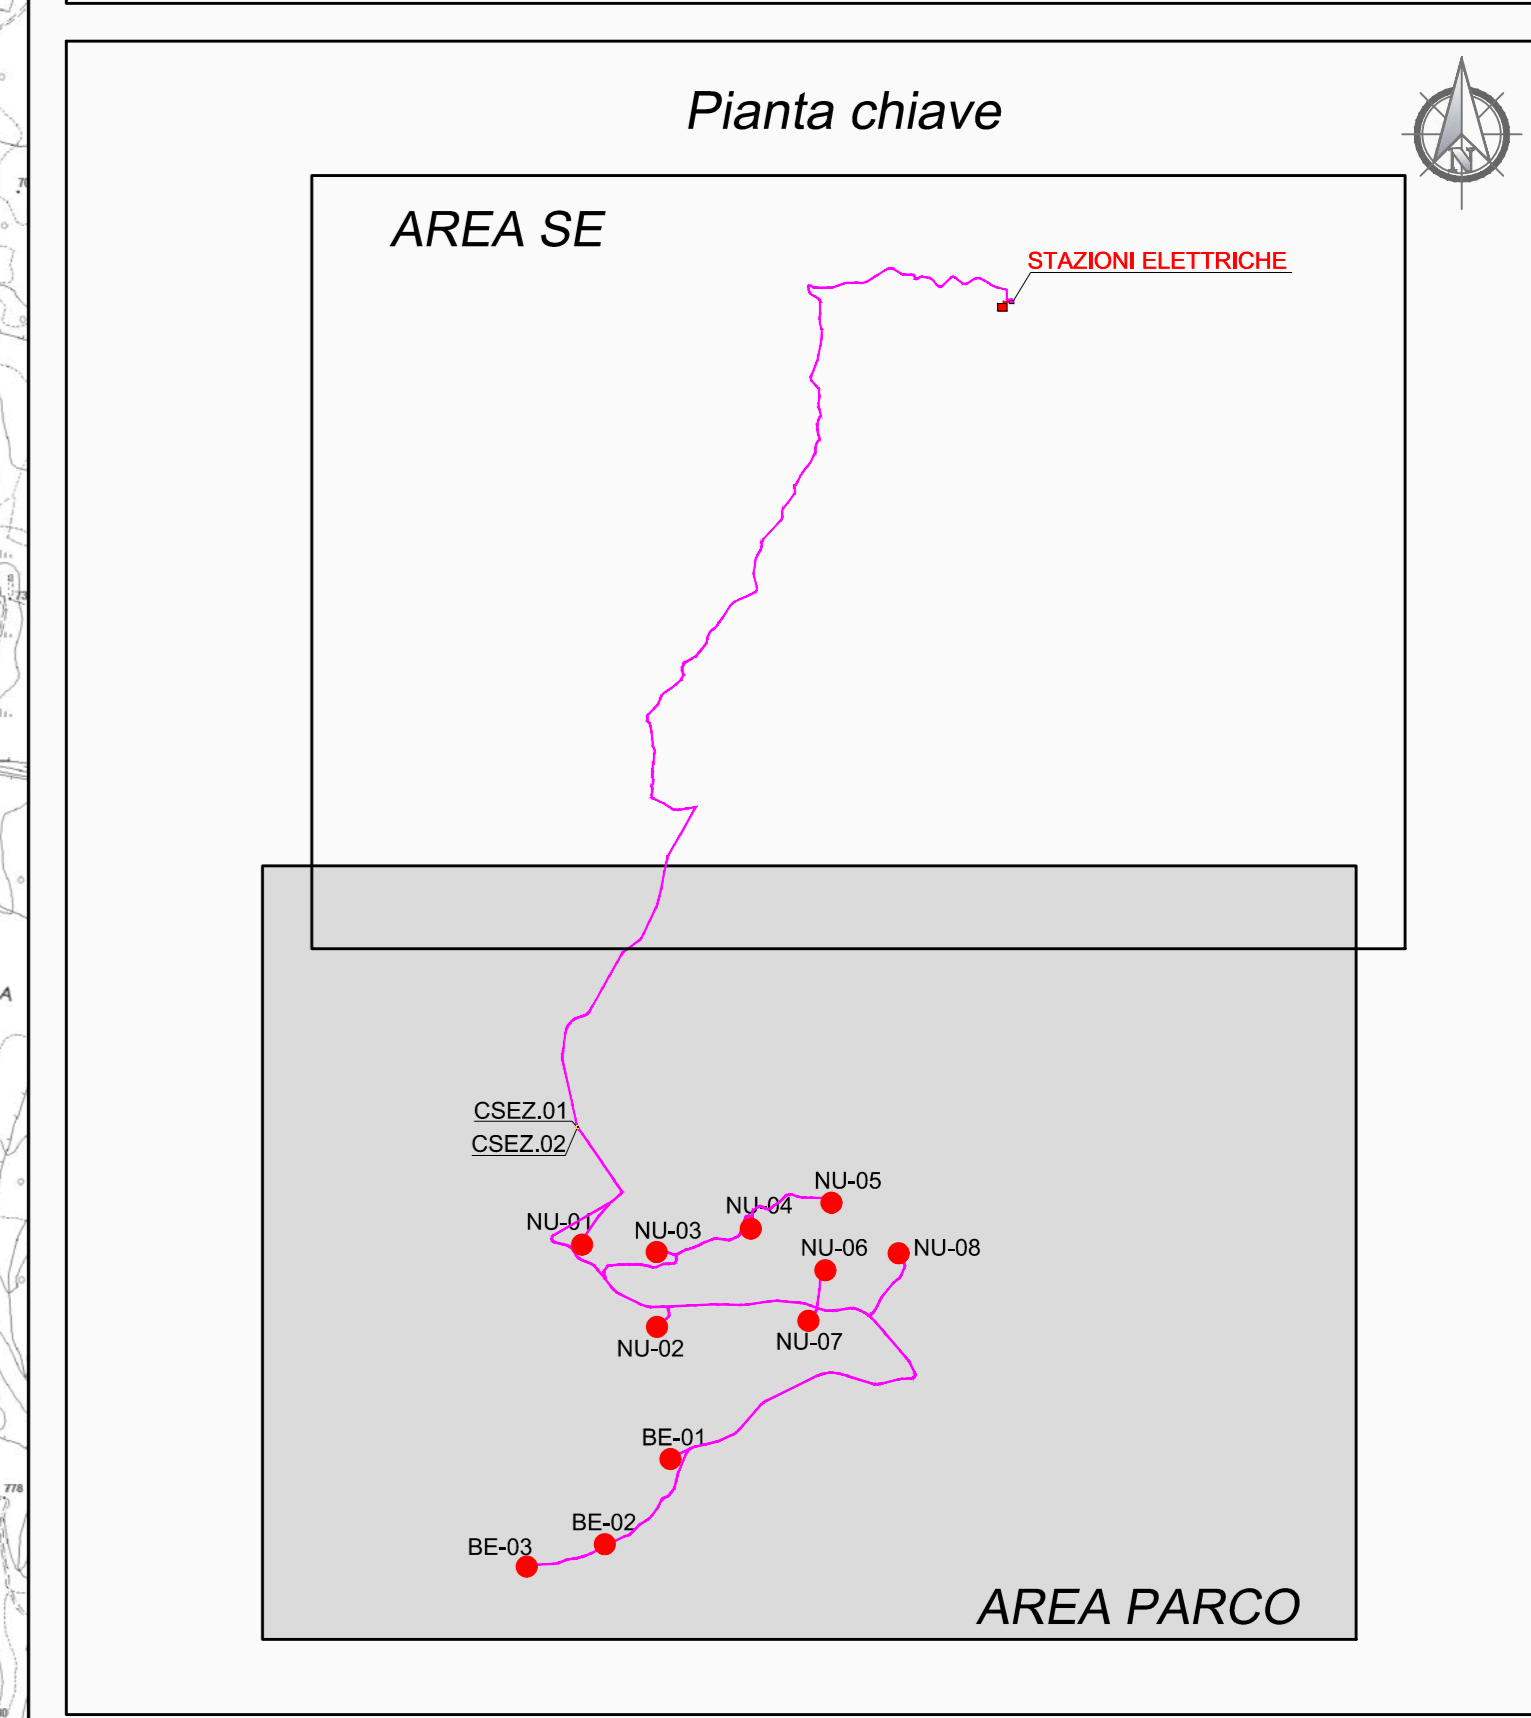 Pianta chiave
N
AREA SE
STAZIONI ELETTRICHE
CSEZ.01
CSEZ.02
NU-05
NU-04
NU-01
NU-03
NU-06
NU-08
NU-02
NU-07
BE-01
BE-02
BE-03
AREA PARCO
A
778